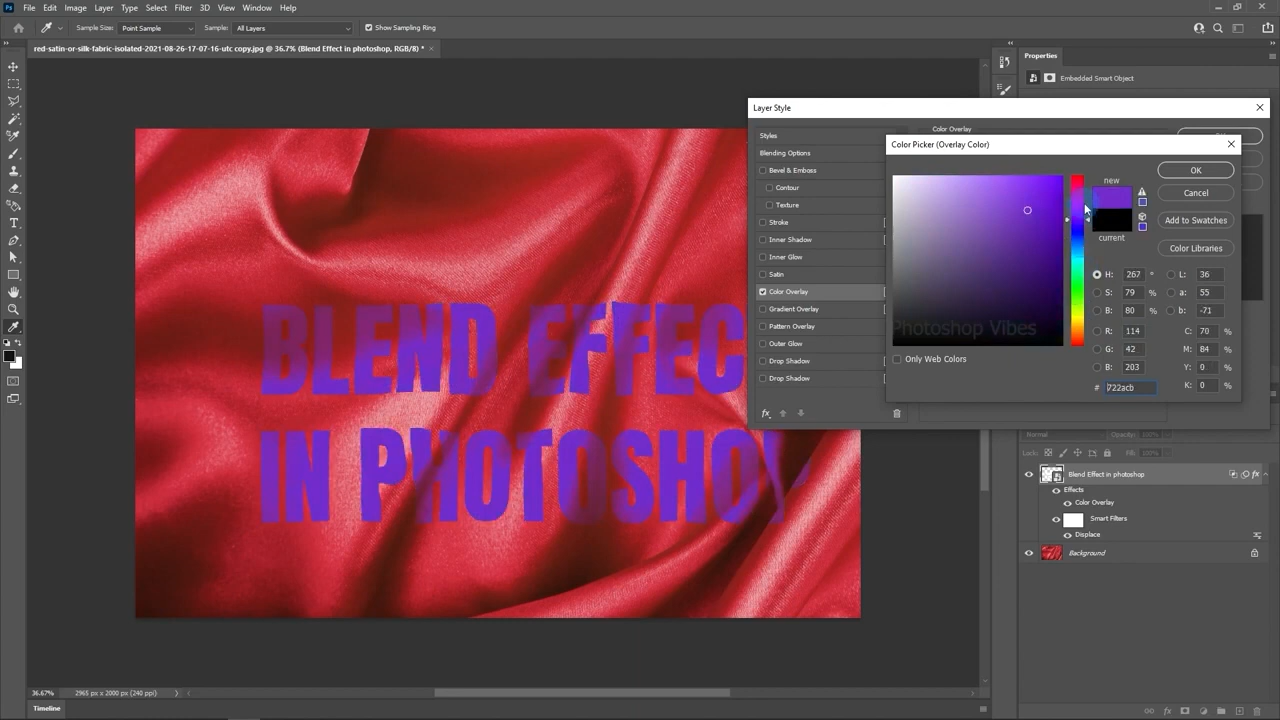 Ps File Edit Image Layer Type Select Filter 3D View Window Help
Sample Size: Point Sample Sample: All Layers Show Sampling Ring
red-satin-or-silk-fabric-isolated-2021-08-26-17-07-16-utc copy.jpg @ 36.7% (Blend Effect in photoshop, RGB/8) *
Properties
Embedded Smart Object
Layer Style
Styles
Blending Options
Bevel & Emboss
Contour
Texture
Stroke
Inner Shadow
Inner Glow
Satin
Color Overlay
Gradient Overlay
Pattern Overlay
Outer Glow
Drop Shadow
Drop Shadow
fx
Color Overlay
Color Picker (Overlay Color)
new
current
OK
Cancel
Add to Swatches
Color Libraries
H: 267 ° L: 36
S: 79 % a: 55
B: 80 % b: -71
R: 114 C: 70 %
G: 42 M: 84 %
B: 203 Y: 0 %
K: 0 %
# 722acb
Photoshop Vibes
Only Web Colors
BLEND EFFEC
IN PHOTOSHOP
Normal Opacity: 100%
Lock: Fill: 100%
Blend Effect in photoshop fx
Effects
Color Overlay
Smart Filters
Displace
Background
36.67% 2965 px x 2000 px (240 ppi)
Timeline
fx